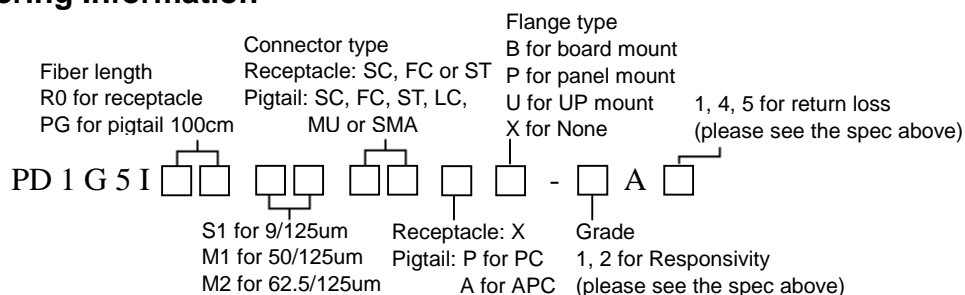 Ordering Information
Fiber length
R0 for receptacle
PG for pigtail 100cm
Connector type
Receptacle: SC, FC or ST
Pigtail: SC, FC, ST, LC,
MU or SMA
Flange type
B for board mount
P for panel mount
U for UP mount
X for None
1, 4, 5 for return loss
(please see the spec above)
PD 1 G 5 I - A
S1 for 9/125um
M1 for 50/125um
M2 for 62.5/125um
Receptacle: X
Pigtail: P for PC
A for APC
Grade
1, 2 for Responsivity
(please see the spec above)